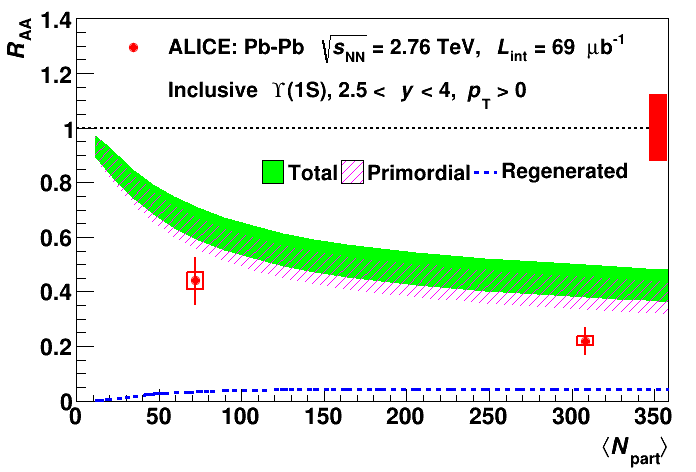 R_AA
1.4
ALICE: Pb-Pb √s_NN = 2.76 TeV, L_int = 69 μb^-1
1.2
Inclusive ϒ(1S), 2.5 < y < 4, p_T > 0
1
Total Primordial Regenerated
0.8
0.6
0.4
0.2
0
0 50 100 150 200 250 300 350
⟨N_part⟩